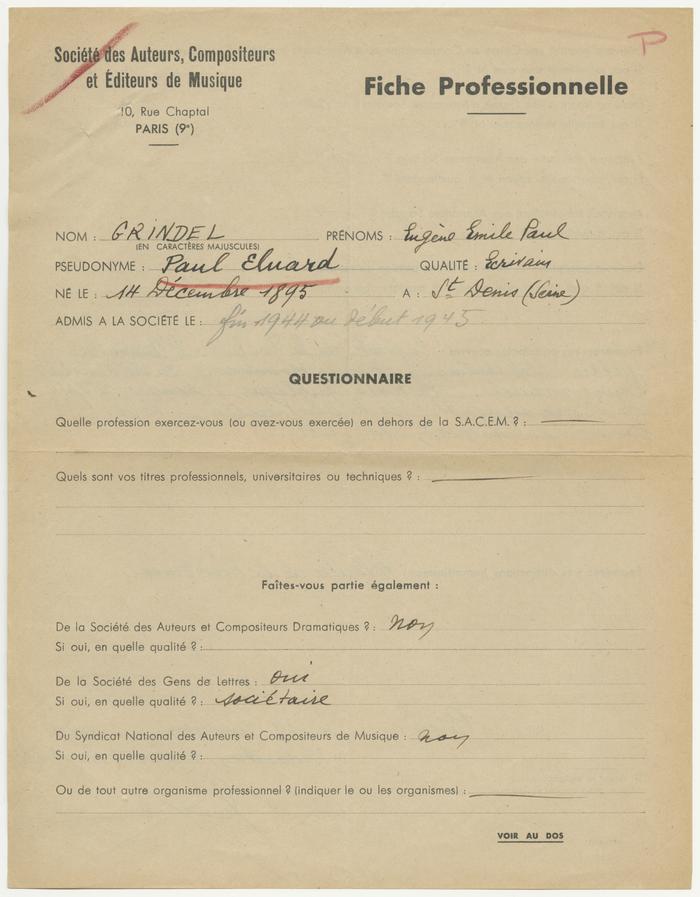 P
Société des Auteurs, Compositeurs
et Éditeurs de Musique
10, Rue Chaptal
PARIS (9e)
Fiche Professionnelle
NOM : GRINDEL PRÉNOMS : Eugène Emile Paul
(EN CARACTÈRES MAJUSCULES)
PSEUDONYME : Paul Eluard QUALITÉ : Ecrivain
NÉ LE : 14 Décembre 1895 A : St Denis (Seine)
ADMIS A LA SOCIÉTÉ LE : fin 1944 ou début 1945
QUESTIONNAIRE
Quelle profession exercez-vous (ou avez-vous exercée) en dehors de la S.A.C.E.M. ? :
Quels sont vos titres professionnels, universitaires ou techniques ? :
Faîtes-vous partie également :
De la Société des Auteurs et Compositeurs Dramatiques ? : non
Si oui, en quelle qualité ? :
De la Société des Gens de Lettres : oui
Si oui, en quelle qualité ? : sociétaire
Du Syndicat National des Auteurs et Compositeurs de Musique : non
Si oui, en quelle qualité ? :
Ou de tout autre organisme professionnel ? (indiquer le ou les organismes) :
VOIR AU DOS